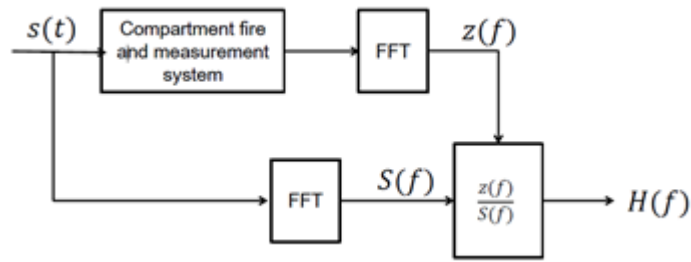 s(t)
Compartment fire
and measurement
system
FFT
z(f)
FFT
S(f)
z(f)
S(f)
H(f)